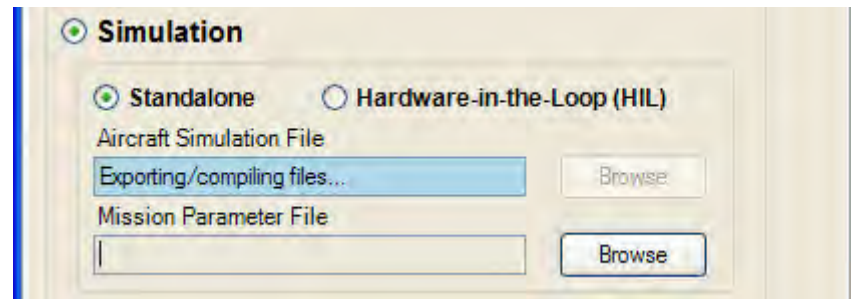 Simulation
Standalone Hardware-in-the-Loop (HIL)
Aircraft Simulation File
Exporting/compiling files...
Browse
Mission Parameter File
Browse